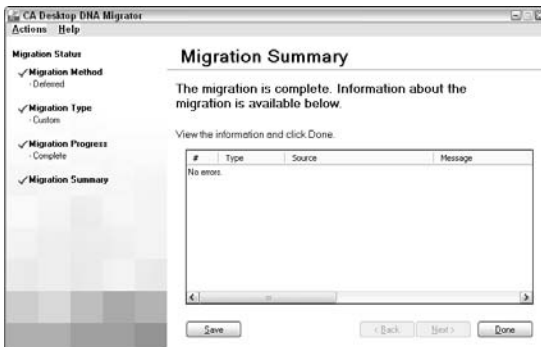 CA Desktop DNA Migrator
Actions Help
Migration Status
Migration Method
- Deferred
Migration Type
- Custom
Migration Progress
- Complete
Migration Summary
Migration Summary
The migration is complete. Information about the
migration is available below.
View the information and click Done.
# Type Source Message
No errors.
Save < Back Next > Done